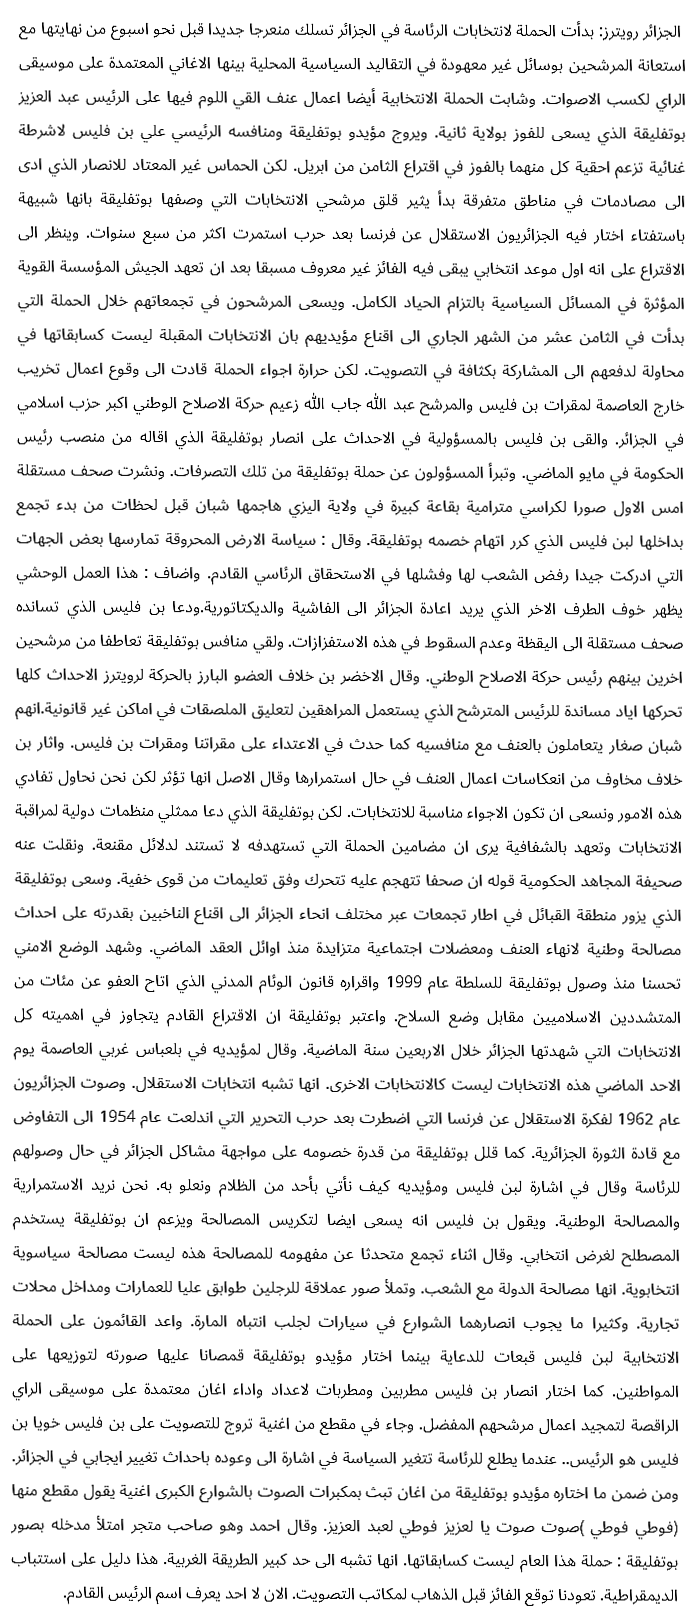 الجزائر رويترز: بدأت الحملة لانتخابات الرئاسة في الجزائر تسلك منعرجا جديدا قبل نحو اسبوع من نهايتها مع
استعانة المرشحين بوسائل غير معهودة في التقاليد السياسية المحلية بينها الاغاني المعتمدة على موسيقى
الراي لكسب الاصوات. وشابت الحملة الانتخابية أيضا اعمال عنف القي اللوم فيها على الرئيس عبد العزيز
بوتفليقة الذي يسعى للفوز بولاية ثانية. ويروج مؤيدو بوتفليقة ومنافسه الرئيسي علي بن فليس لاشرطة
غنائية تزعم احقية كل منهما بالفوز في اقتراع الثامن من ابريل. لكن الحماس غير المعتاد للانصار الذي ادى
الى مصادمات في مناطق متفرقة بدأ يثير قلق مرشحي الانتخابات التي وصفها بوتفليقة بانها شبيهة
باستفتاء اختار فيه الجزائريون الاستقلال عن فرنسا بعد حرب استمرت اكثر من سبع سنوات. وينظر الى
الاقتراع على انه اول موعد انتخابي يبقى فيه الفائز غير معروف مسبقا بعد ان تعهد الجيش المؤسسة القوية
المؤثرة في المسائل السياسية بالتزام الحياد الكامل. ويسعى المرشحون في تجمعاتهم خلال الحملة التي
بدأت في الثامن عشر من الشهر الجاري الى اقناع مؤيديهم بان الانتخابات المقبلة ليست كسابقاتها في
محاولة لدفعهم الى المشاركة بكثافة في التصويت. لكن حرارة اجواء الحملة قادت الى وقوع اعمال تخريب
خارج العاصمة لمقرات بن فليس والمرشح عبد الله جاب الله زعيم حركة الاصلاح الوطني اكبر حزب اسلامي
في الجزائر. والقى بن فليس بالمسؤولية في الاحداث على انصار بوتفليقة الذي اقاله من منصب رئيس
الحكومة في مايو الماضي. وتبرأ المسؤولون عن حملة بوتفليقة من تلك التصرفات. ونشرت صحف مستقلة
امس الاول صورا لكراسي مترامية بقاعة كبيرة في ولاية اليزي هاجمها شبان قبل لحظات من بدء تجمع
بداخلها لبن فليس الذي كرر اتهام خصمه بوتفليقة. وقال : سياسة الارض المحروقة تمارسها بعض الجهات
التي ادركت جيدا رفض الشعب لها وفشلها في الاستحقاق الرئاسي القادم. واضاف : هذا العمل الوحشي
يظهر خوف الطرف الاخر الذي يريد اعادة الجزائر الى الفاشية والديكتاتورية.ودعا بن فليس الذي تسانده
صحف مستقلة الى اليقظة وعدم السقوط في هذه الاستفزازات. ولقي منافس بوتفليقة تعاطفا من مرشحين
اخرين بينهم رئيس حركة الاصلاح الوطني. وقال الاخضر بن خلاف العضو البارز بالحركة لرويترز الاحداث كلها
تحركها اياد مساندة للرئيس المترشح الذي يستعمل المراهقين لتعليق الملصقات في اماكن غير قانونية.انهم
شبان صغار يتعاملون بالعنف مع منافسيه كما حدث في الاعتداء على مقراتنا ومقرات بن فليس. واثار بن
خلاف مخاوف من انعكاسات اعمال العنف في حال استمرارها وقال الاصل انها تؤثر لكن نحن نحاول تفادي
هذه الامور ونسعى ان تكون الاجواء مناسبة للانتخابات. لكن بوتفليقة الذي دعا ممثلي منظمات دولية لمراقبة
الانتخابات وتعهد بالشفافية يرى ان مضامين الحملة التي تستهدفه لا تستند لدلائل مقنعة. ونقلت عنه
صحيفة المجاهد الحكومية قوله ان صحفا تتهجم عليه تتحرك وفق تعليمات من قوى خفية. وسعى بوتفليقة
الذي يزور منطقة القبائل في اطار تجمعات عبر مختلف انحاء الجزائر الى اقناع الناخبين بقدرته على احداث
مصالحة وطنية لانهاء العنف ومعضلات اجتماعية متزايدة منذ اوائل العقد الماضي. وشهد الوضع الامني
تحسنا منذ وصول بوتفليقة للسلطة عام 1999 واقراره قانون الوئام المدني الذي اتاح العفو عن مئات من
المتشددين الاسلاميين مقابل وضع السلاح. واعتبر بوتفليقة ان الاقتراع القادم يتجاوز في اهميته كل
الانتخابات التي شهدتها الجزائر خلال الاربعين سنة الماضية. وقال لمؤيديه في بلعباس غربي العاصمة يوم
الاحد الماضي هذه الانتخابات ليست كالانتخابات الاخرى. انها تشبه انتخابات الاستقلال. وصوت الجزائريون
عام 1962 لفكرة الاستقلال عن فرنسا التي اضطرت بعد حرب التحرير التي اندلعت عام 1954 الى التفاوض
مع قادة الثورة الجزائرية. كما قلل بوتفليقة من قدرة خصومه على مواجهة مشاكل الجزائر في حال وصولهم
للرئاسة وقال في اشارة لبن فليس ومؤيديه كيف نأتي بأحد من الظلام ونعلو به. نحن نريد الاستمرارية
والمصالحة الوطنية. ويقول بن فليس انه يسعى ايضا لتكريس المصالحة ويزعم ان بوتفليقة يستخدم
المصطلح لغرض انتخابي. وقال اثناء تجمع متحدثا عن مفهومه للمصالحة هذه ليست مصالحة سياسوية
انتخابوية. انها مصالحة الدولة مع الشعب. وتملأ صور عملاقة للرجلين طوابق عليا للعمارات ومداخل محلات
تجارية. وكثيرا ما يجوب انصارهما الشوارع في سيارات لجلب انتباه المارة. واعد القائمون على الحملة
الانتخابية لبن فليس قبعات للدعاية بينما اختار مؤيدو بوتفليقة قمصانا عليها صورته لتوزيعها على
المواطنين. كما اختار انصار بن فليس مطربين ومطربات لاعداد واداء اغان معتمدة على موسيقى الراي
الراقصة لتمجيد اعمال مرشحهم المفضل. وجاء في مقطع من اغنية تروج للتصويت على بن فليس خويا بن
فليس هو الرئيس.. عندما يطلع للرئاسة تتغير السياسة في اشارة الى وعوده باحداث تغيير ايجابي في الجزائر.
ومن ضمن ما اختاره مؤيدو بوتفليقة من اغان تبث بمكبرات الصوت بالشوارع الكبرى اغنية يقول مقطع منها
(فوطي فوطي )صوت صوت يا لعزيز فوطي لعبد العزيز. وقال احمد وهو صاحب متجر امتلأ مدخله بصور
بوتفليقة : حملة هذا العام ليست كسابقاتها. انها تشبه الى حد كبير الطريقة الغربية. هذا دليل على استتباب
الديمقراطية. تعودنا توقع الفائز قبل الذهاب لمكاتب التصويت. الان لا احد يعرف اسم الرئيس القادم.